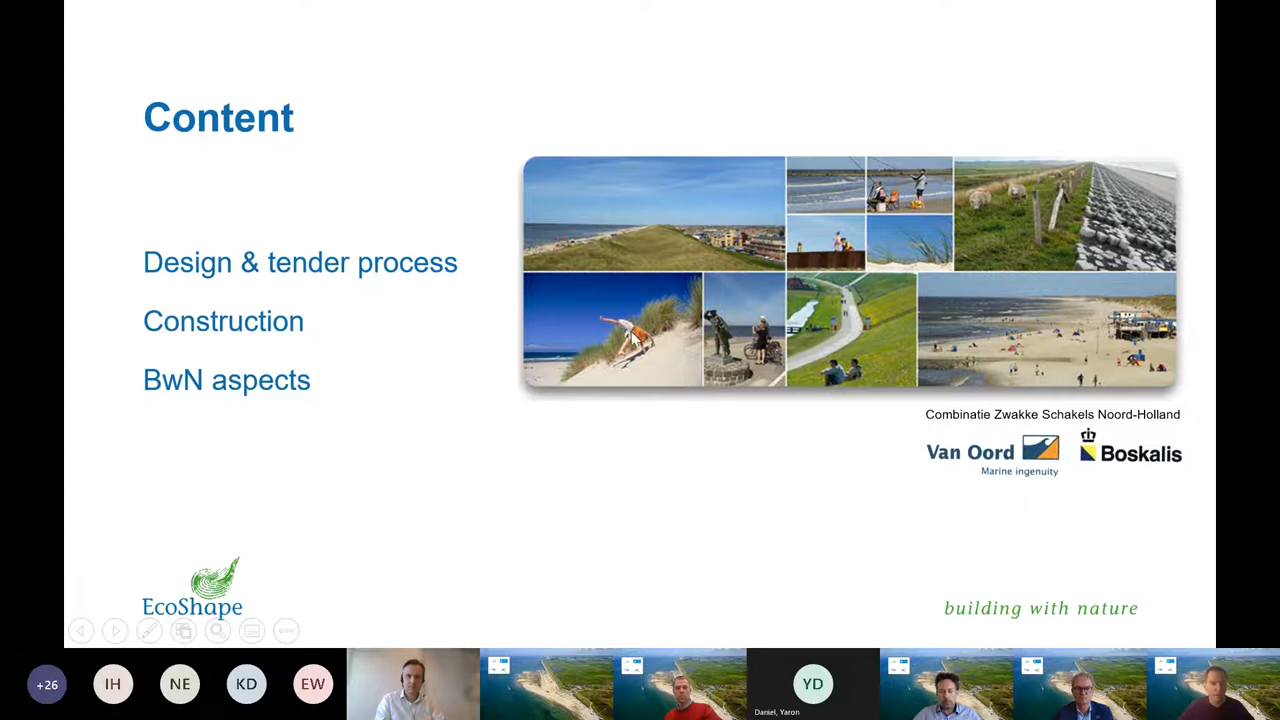 Content
Design & tender process
Construction
BwN aspects
Combinatie Zwakke Schakels Noord-Holland
Van Oord
Marine ingenuity
Boskalis
EcoShape
building with nature
+26
IH
NE
KD
EW
YD
Daniel, Yaron